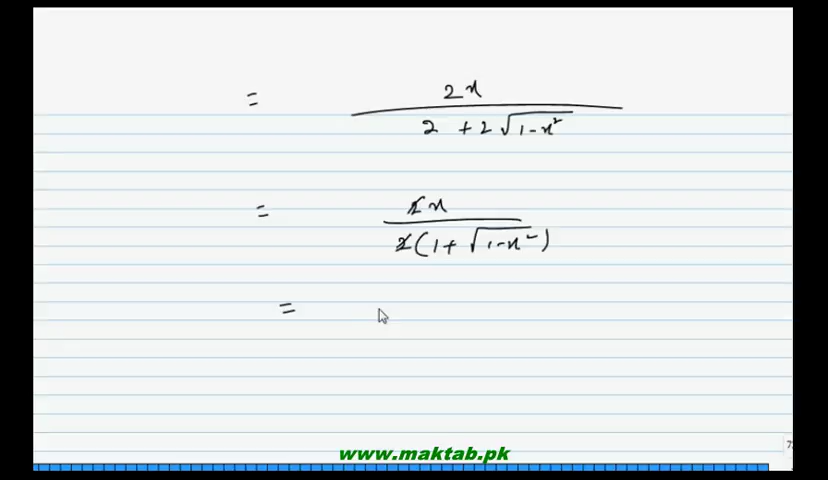 = 2x
2 + 2 √1-x²
= 2x
2(1 + √1-x²)
=
www.maktab.pk